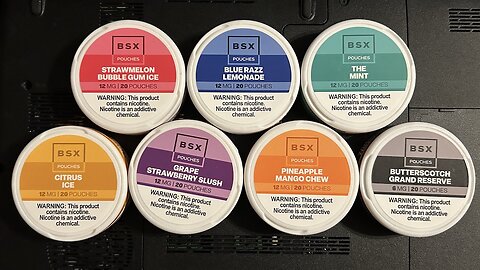 BSX
POUCHES
STRAWMELON
BUBBLE GUM ICE
12 MG | 20 POUCHES
WARNING: This product
contains nicotine.
Nicotine is an addictive
chemical.
BSX
POUCHES
BLUE RAZZ
LEMONADE
12 MG | 20 POUCHES
WARNING: This product
contains nicotine.
Nicotine is an addictive
chemical.
BSX
POUCHES
THE
MINT
12 MG | 20 POUCHES
WARNING: This product
contains nicotine.
Nicotine is an addictive
chemical.
BSX
POUCHES
CITRUS
ICE
12 MG | 20 POUCHES
WARNING: This product
contains nicotine.
Nicotine is an addictive
chemical.
BSX
POUCHES
GRAPE
STRAWBERRY SLUSH
12 MG | 20 POUCHES
WARNING: This product
contains nicotine.
Nicotine is an addictive
chemical.
BSX
POUCHES
PINEAPPLE
MANGO CHEW
12 MG | 20 POUCHES
WARNING: This product
contains nicotine.
Nicotine is an addictive
chemical.
BSX
POUCHES
BUTTERSCOTCH
GRAND RESERVE
6 MG | 20 POUCHES
WARNING: This product
contains nicotine.
Nicotine is an addictive
chemical.